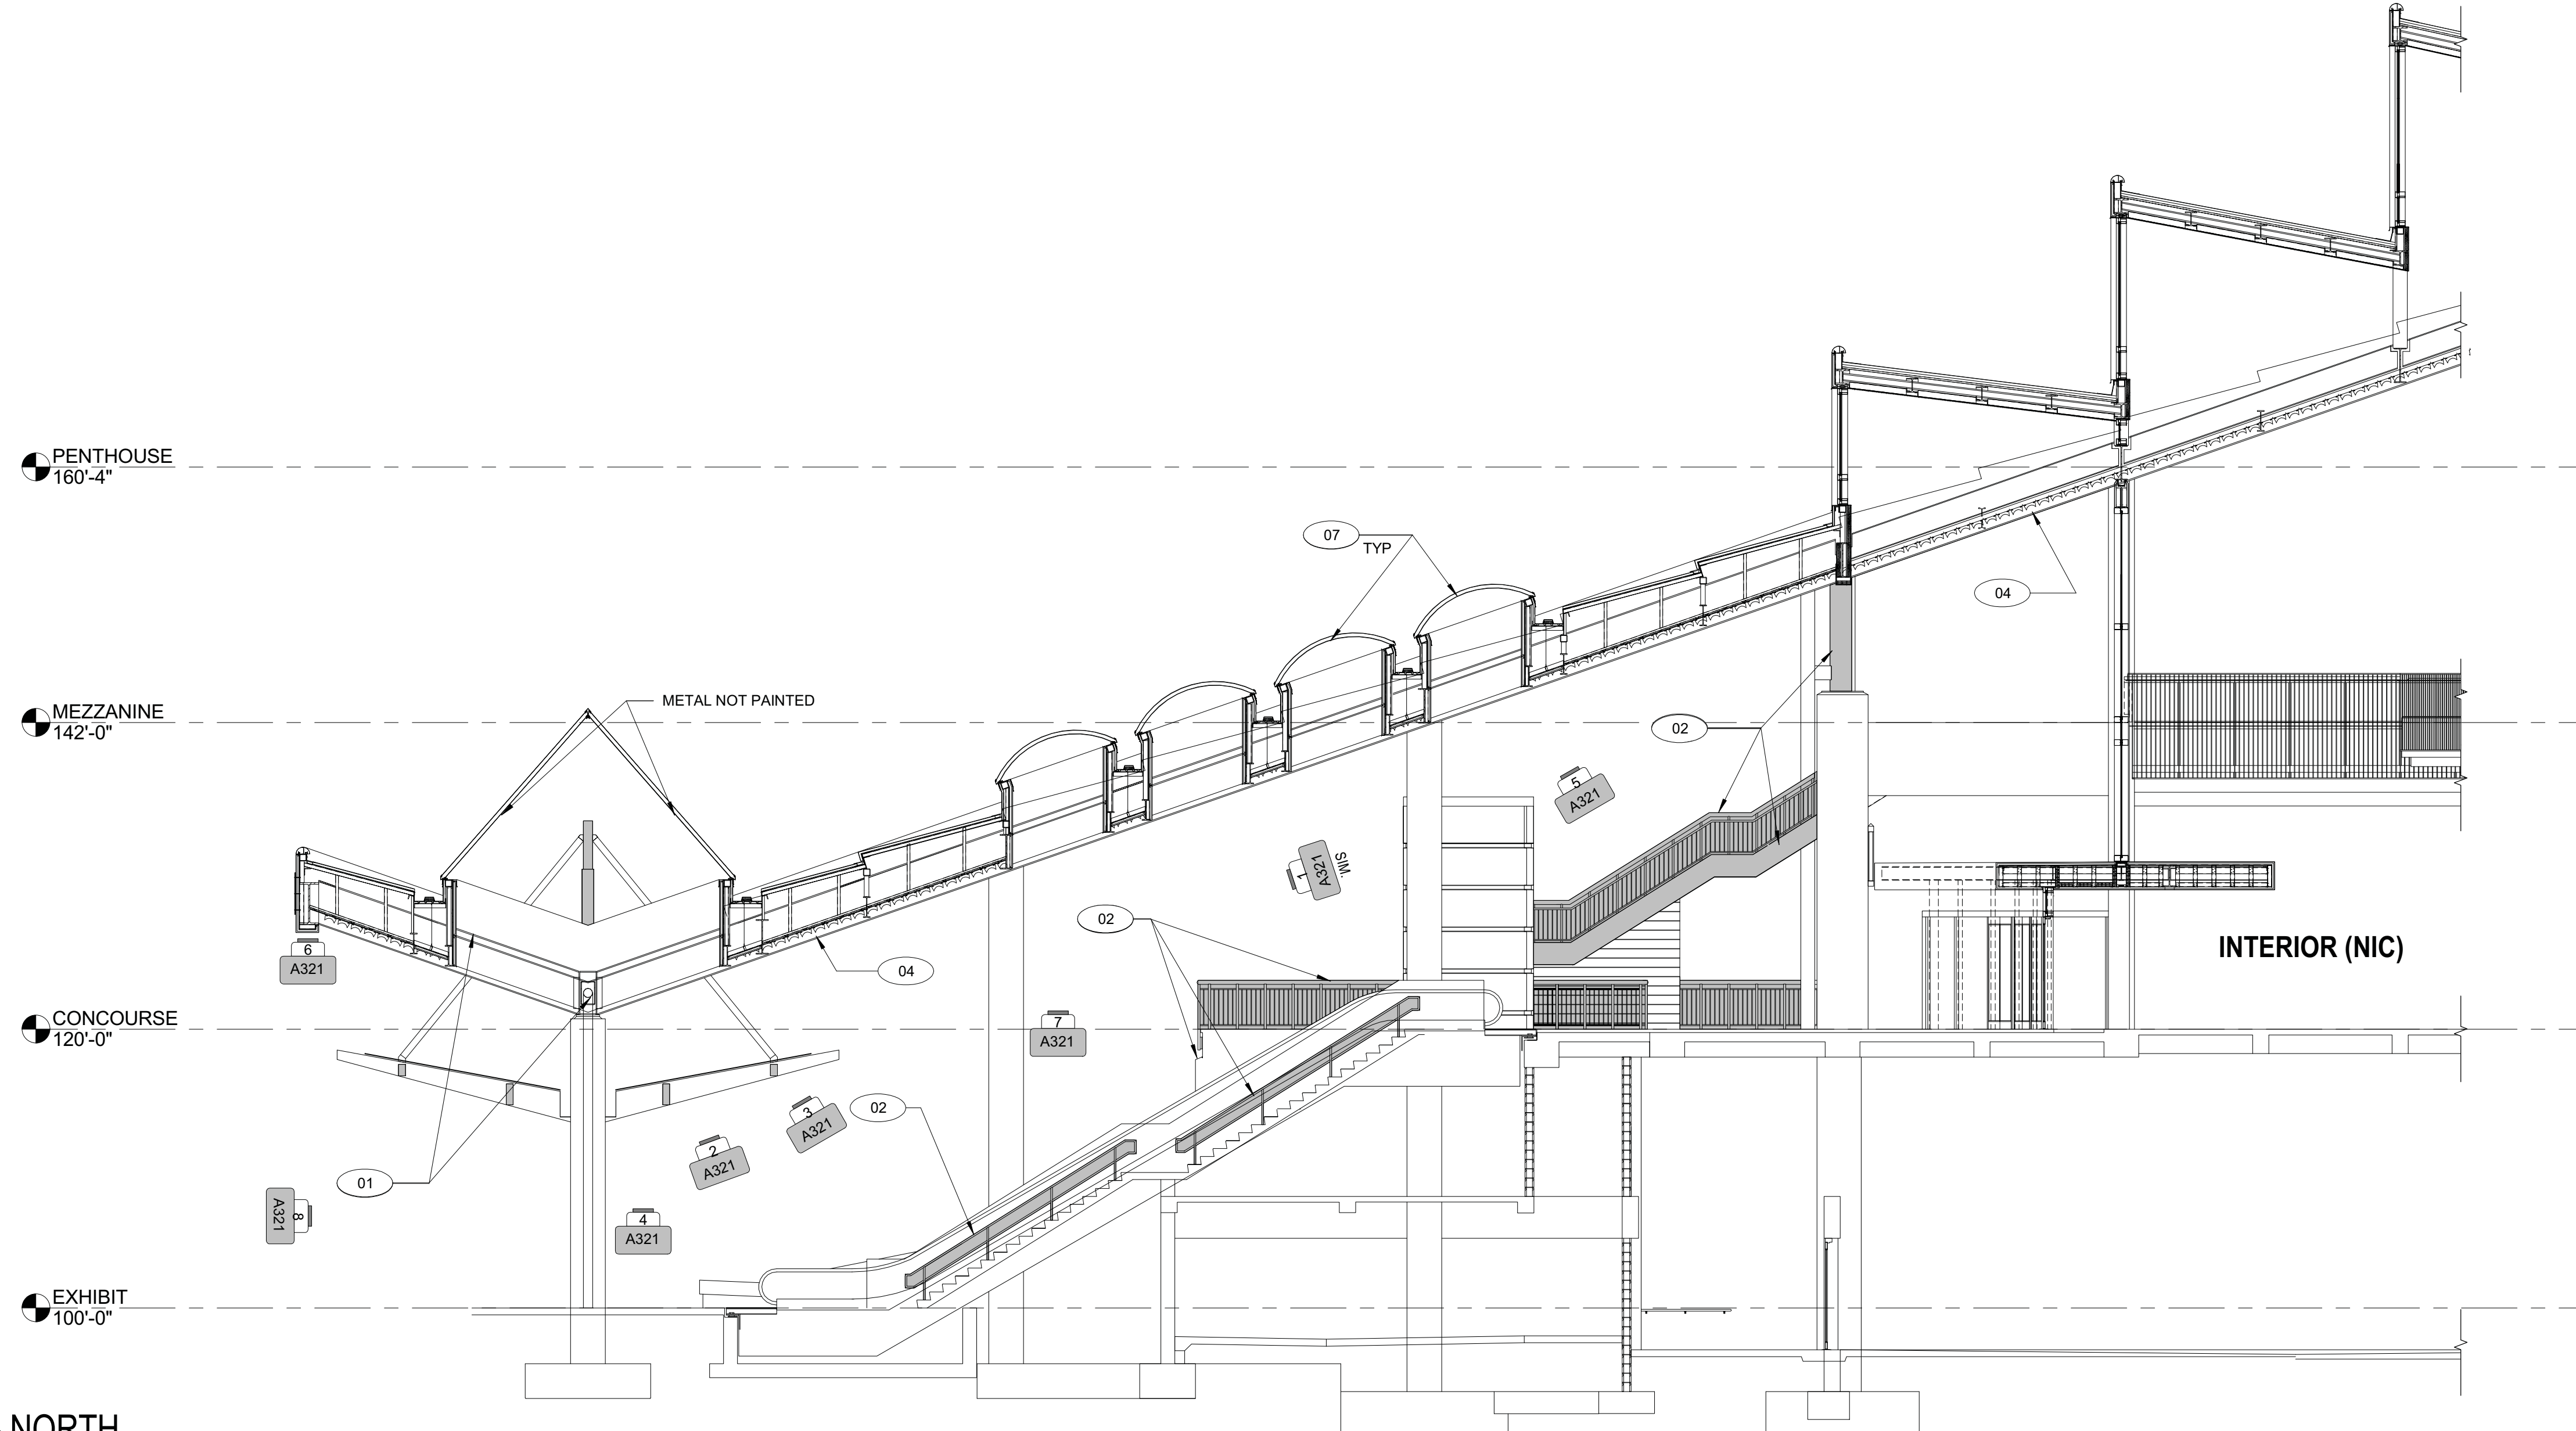 PENTHOUSE
160'-4"
07
TYP
04
METAL NOT PAINTED
MEZZANINE
142'-0"
02
5
A321
1
A321
SIM.
02
6
A321
04
INTERIOR (NIC)
CONCOURSE
120'-0"
7
A321
3
A321
02
2
A321
01
8
A321
4
A321
EXHIBIT
100'-0"
NORTH